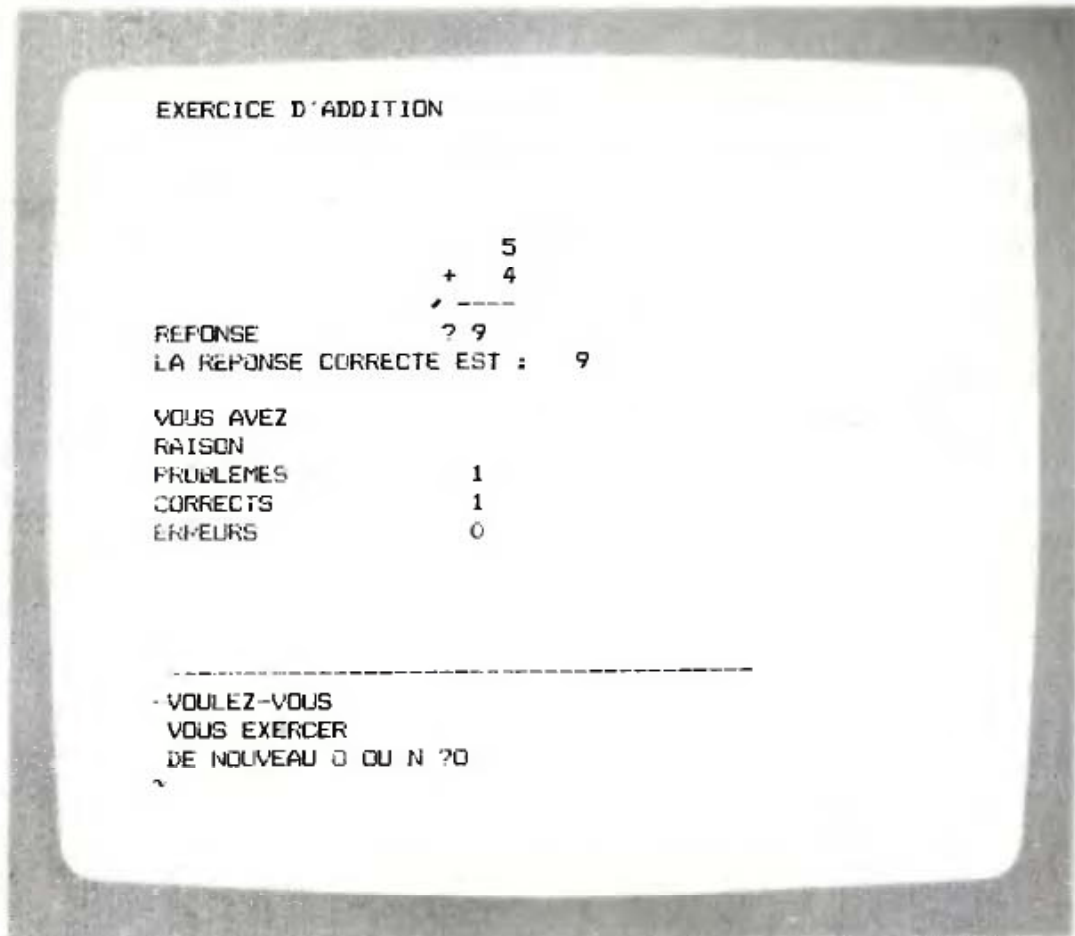 EXERCICE D'ADDITION
5
+ 4
----
REPONSE ? 9
LA REPONSE CORRECTE EST : 9
VOUS AVEZ
RAISON
PROBLEMES 1
CORRECTS 1
ERREURS 0
-------------------------------------------
VOULEZ-VOUS
VOUS EXERCER
DE NOUVEAU O OU N ?O